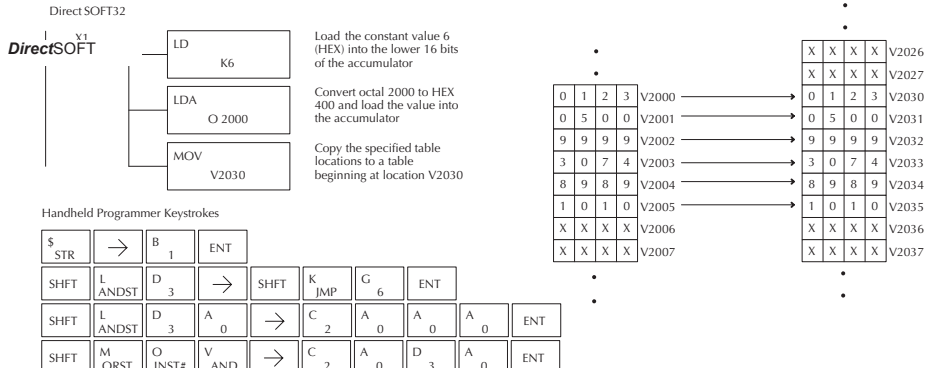 Direct SOFT32
X1
DirectSOFT
LD
K6
Load the constant value 6
(HEX) into the lower 16 bits
of the accumulator
LDA
O 2000
Convert octal 2000 to HEX
400 and load the value into
the accumulator
MOV
V2030
Copy the specified table
locations to a table
beginning at location V2030
0 1 2 3 V2000
0 5 0 0 V2001
9 9 9 9 V2002
3 0 7 4 V2003
8 9 8 9 V2004
1 0 1 0 V2005
X X X X V2006
X X X X V2007
X X X X V2026
X X X X V2027
0 1 2 3 V2030
0 5 0 0 V2031
9 9 9 9 V2032
3 0 7 4 V2033
8 9 8 9 V2034
1 0 1 0 V2035
X X X X V2036
X X X X V2037
Handheld Programmer Keystrokes
$ STR → B 1 ENT
SHFT L ANDST D 3 → SHFT K JMP G 6 ENT
SHFT L ANDST D 3 A 0 → C 2 A 0 A 0 A 0 ENT
SHFT M ORST O INST# V AND → C 2 A 0 D 3 A 0 ENT